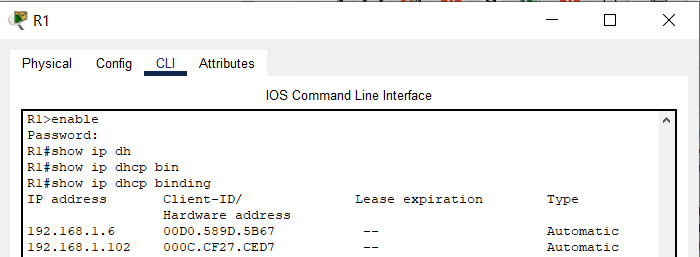 R1
Physical Config CLI Attributes
IOS Command Line Interface
R1>enable
Password:
R1#show ip dh
R1#show ip dhcp bin
R1#show ip dhcp binding
IP address Client-ID/ Lease expiration Type
Hardware address
192.168.1.6 00D0.589D.5B67 -- Automatic
192.168.1.102 000C.CF27.CED7 -- Automatic